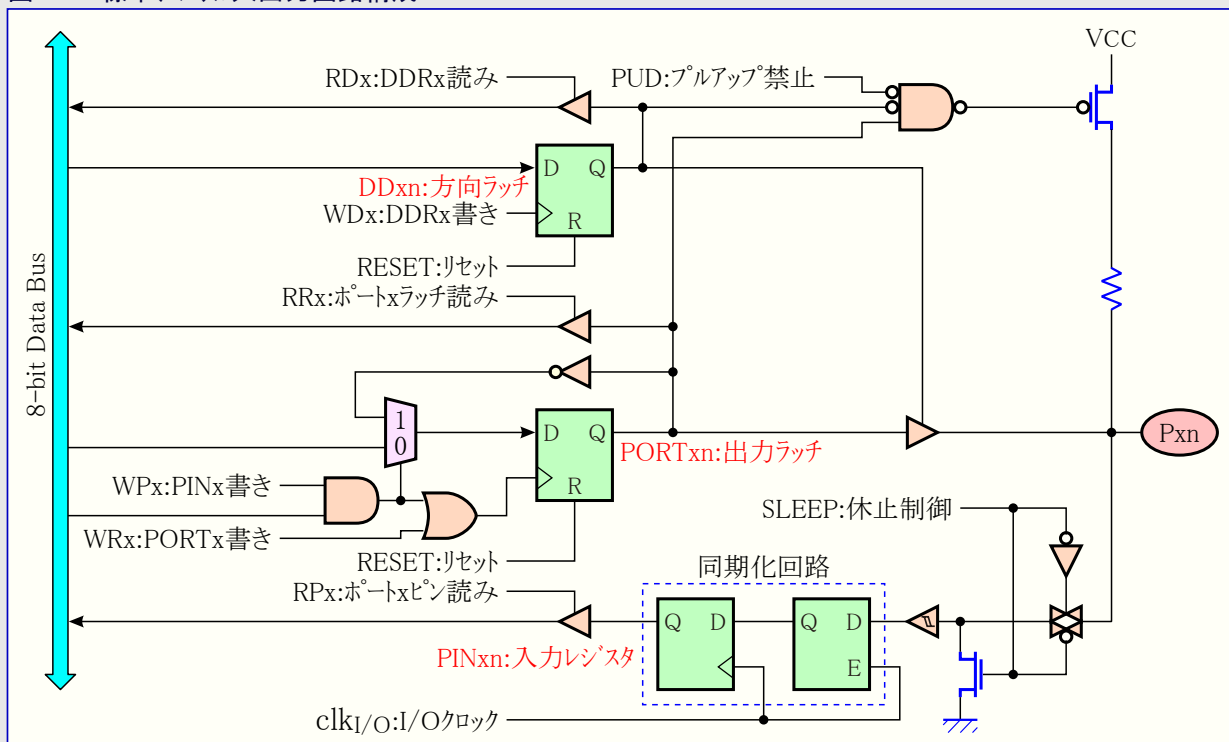 VCC
RDx:DDRx読み
PUD:プルアップ禁止
D Q
DDxn:方向ラッチ
WDx:DDRx書き
R
RESET:リセット
RRx:ポートxラッチ読み
8-bit Data Bus
1
0
D Q
PORTxn:出力ラッチ
Pxn
WPx:PINx書き
R
SLEEP:休止制御
WRx:PORTx書き
RESET:リセット
同期化回路
RPx:ポートxピン読み
Q D
Q D
PINxn:入力レジスタ
E
clkI/O:I/Oクロック